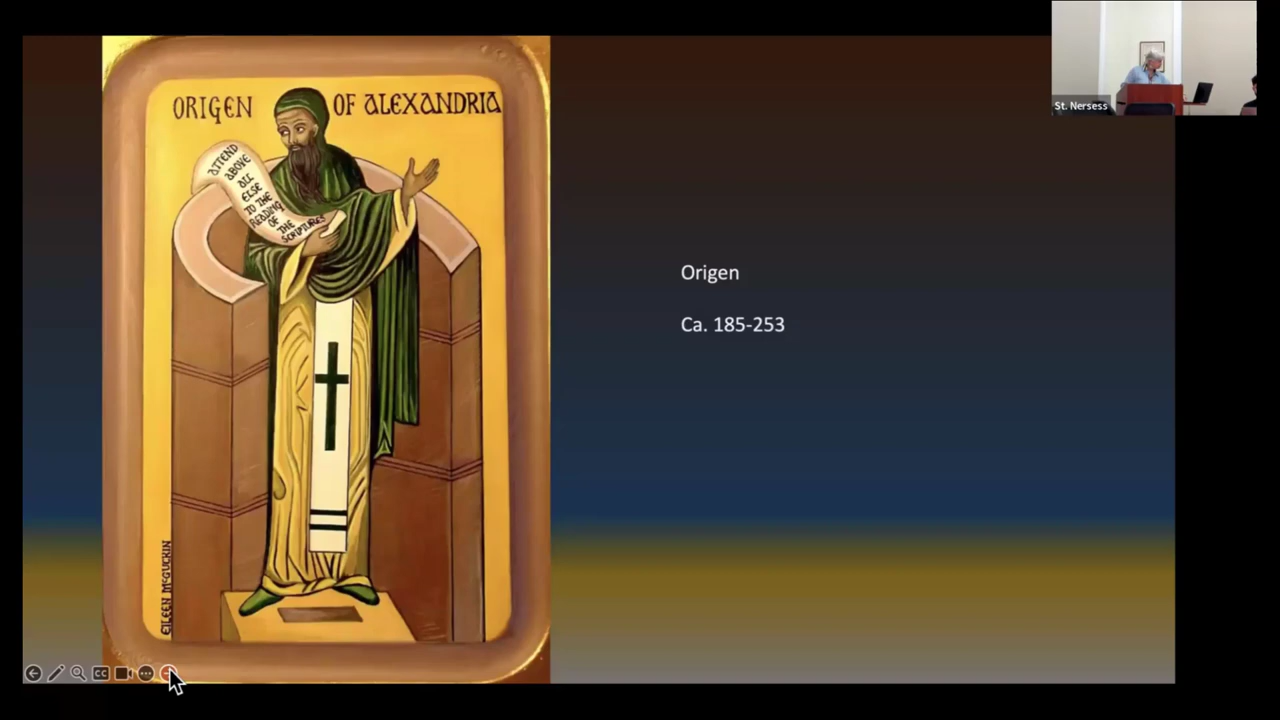 ORIGEN OF ALEXANDRIA
ATTEND
ABOVE
ALL
ELSE
TO THE
READING
OF
THE
SCRIPTURES
EILEEN McGUCKIN
Origen
Ca. 185-253
St. Nersess
CC